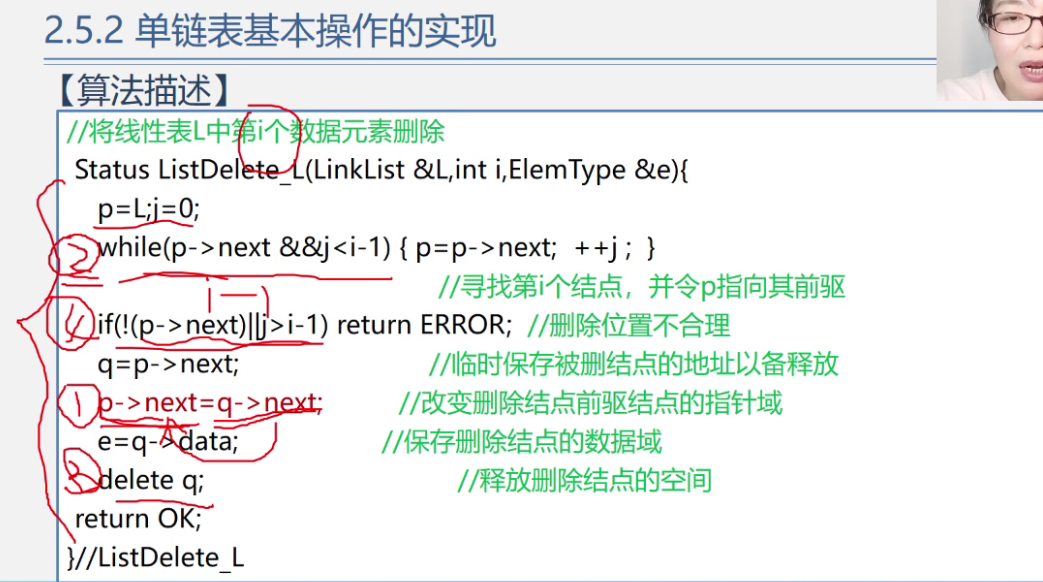 2.5.2 单链表基本操作的实现
【算法描述】
//将线性表L中第i个数据元素删除
Status ListDelete_L(LinkList &L,int i,ElemType &e){
p=L;j=0;
2
while(p->next &&j<i-1) { p=p->next; ++j ; }
//寻找第i个结点，并令p指向其前驱
4
if(!(p->next)||j>i-1) return ERROR; //删除位置不合理
q=p->next; //临时保存被删结点的地址以备释放
1
p->next=q->next; //改变删除结点前驱结点的指针域
e=q->data; //保存删除结点的数据域
3
delete q; //释放删除结点的空间
return OK;
}//ListDelete_L